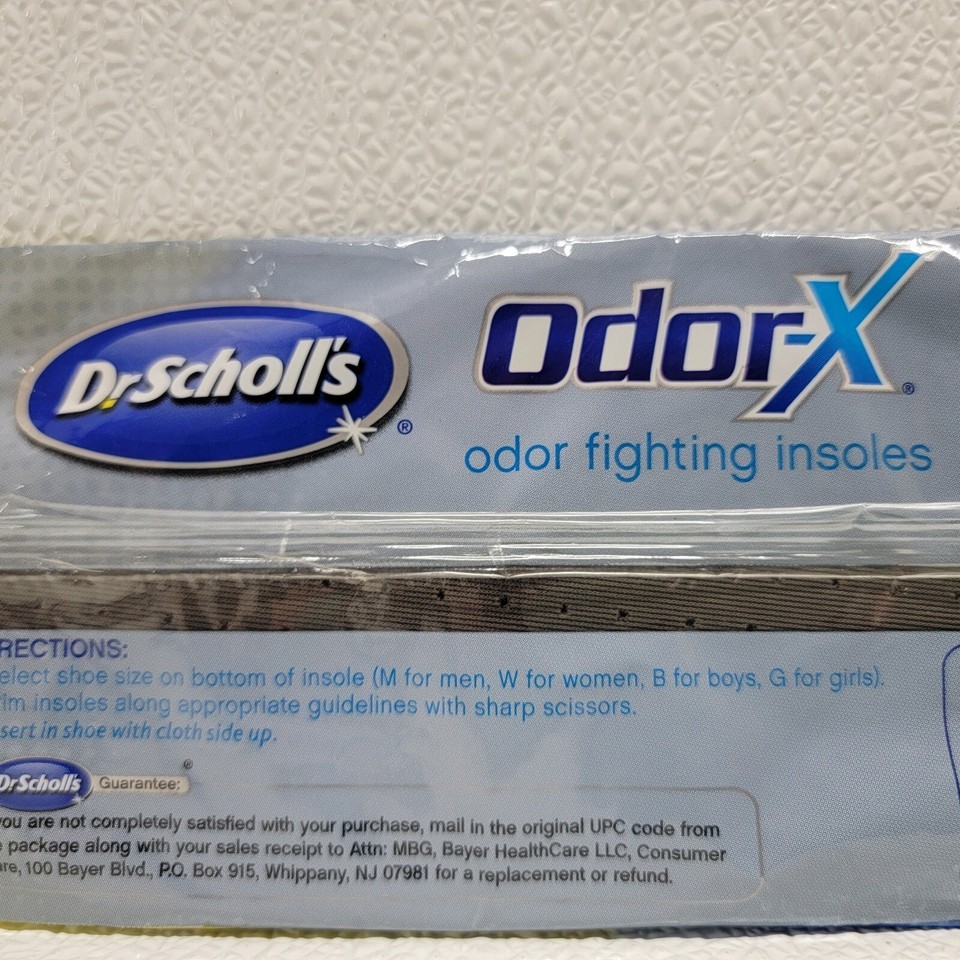 Dr.Scholl's®
Odor-X®
odor fighting insoles
RECTIONS:
elect shoe size on bottom of insole (M for men, W for women, B for boys, G for girls).
im insoles along appropriate guidelines with sharp scissors.
sert in shoe with cloth side up.
Dr.Scholl's® Guarantee:
ou are not completely satisfied with your purchase, mail in the original UPC code from
package along with your sales receipt to Attn: MBG, Bayer HealthCare LLC, Consumer
are, 100 Bayer Blvd., P.O. Box 915, Whippany, NJ 07981 for a replacement or refund.